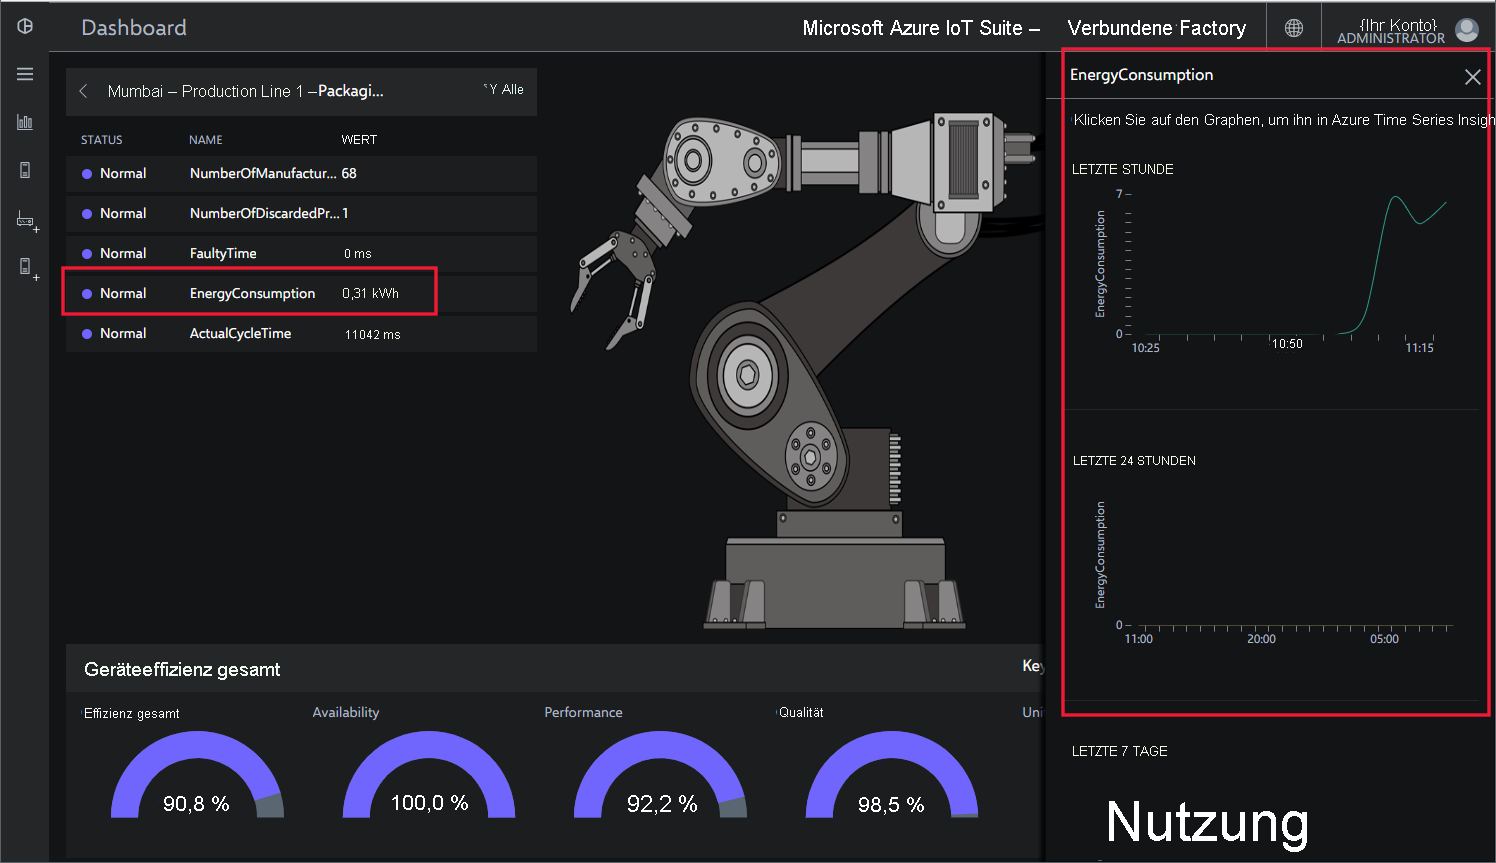 Dashboard
Microsoft Azure IoT Suite – Verbundene Factory
{Ihr Konto}
ADMINISTRATOR
Mumbai – Production Line 1 –Packagi...
Alle
STATUS NAME WERT
Normal NumberOfManufactur... 68
Normal NumberOfDiscardedPr... 1
Normal FaultyTime 0 ms
Normal EnergyConsumption 0,31 kWh
Normal ActualCycleTime 11042 ms
EnergyConsumption
Klicken Sie auf den Graphen, um ihn in Azure Time Series Insigh
LETZTE STUNDE
7
EnergyConsumption
0
10:25 10:50 11:15
LETZTE 24 STUNDEN
EnergyConsumption
0
11:00 20:00 05:00
LETZTE 7 TAGE
Nutzung
Geräteeffizienz gesamt
Key
Effizienz gesamt Availability Performance Qualität Uni
90,8 % 100,0 % 92,2 % 98,5 %